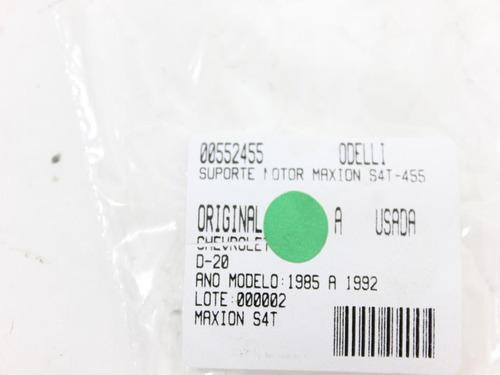 00552455 ODELLI
SUPORTE MOTOR MAXION S4T-455
ORIGINAL A USADA
CHEVROLET
D-20
ANO MODELO:1985 A 1992
LOTE:000002
MAXION S4T